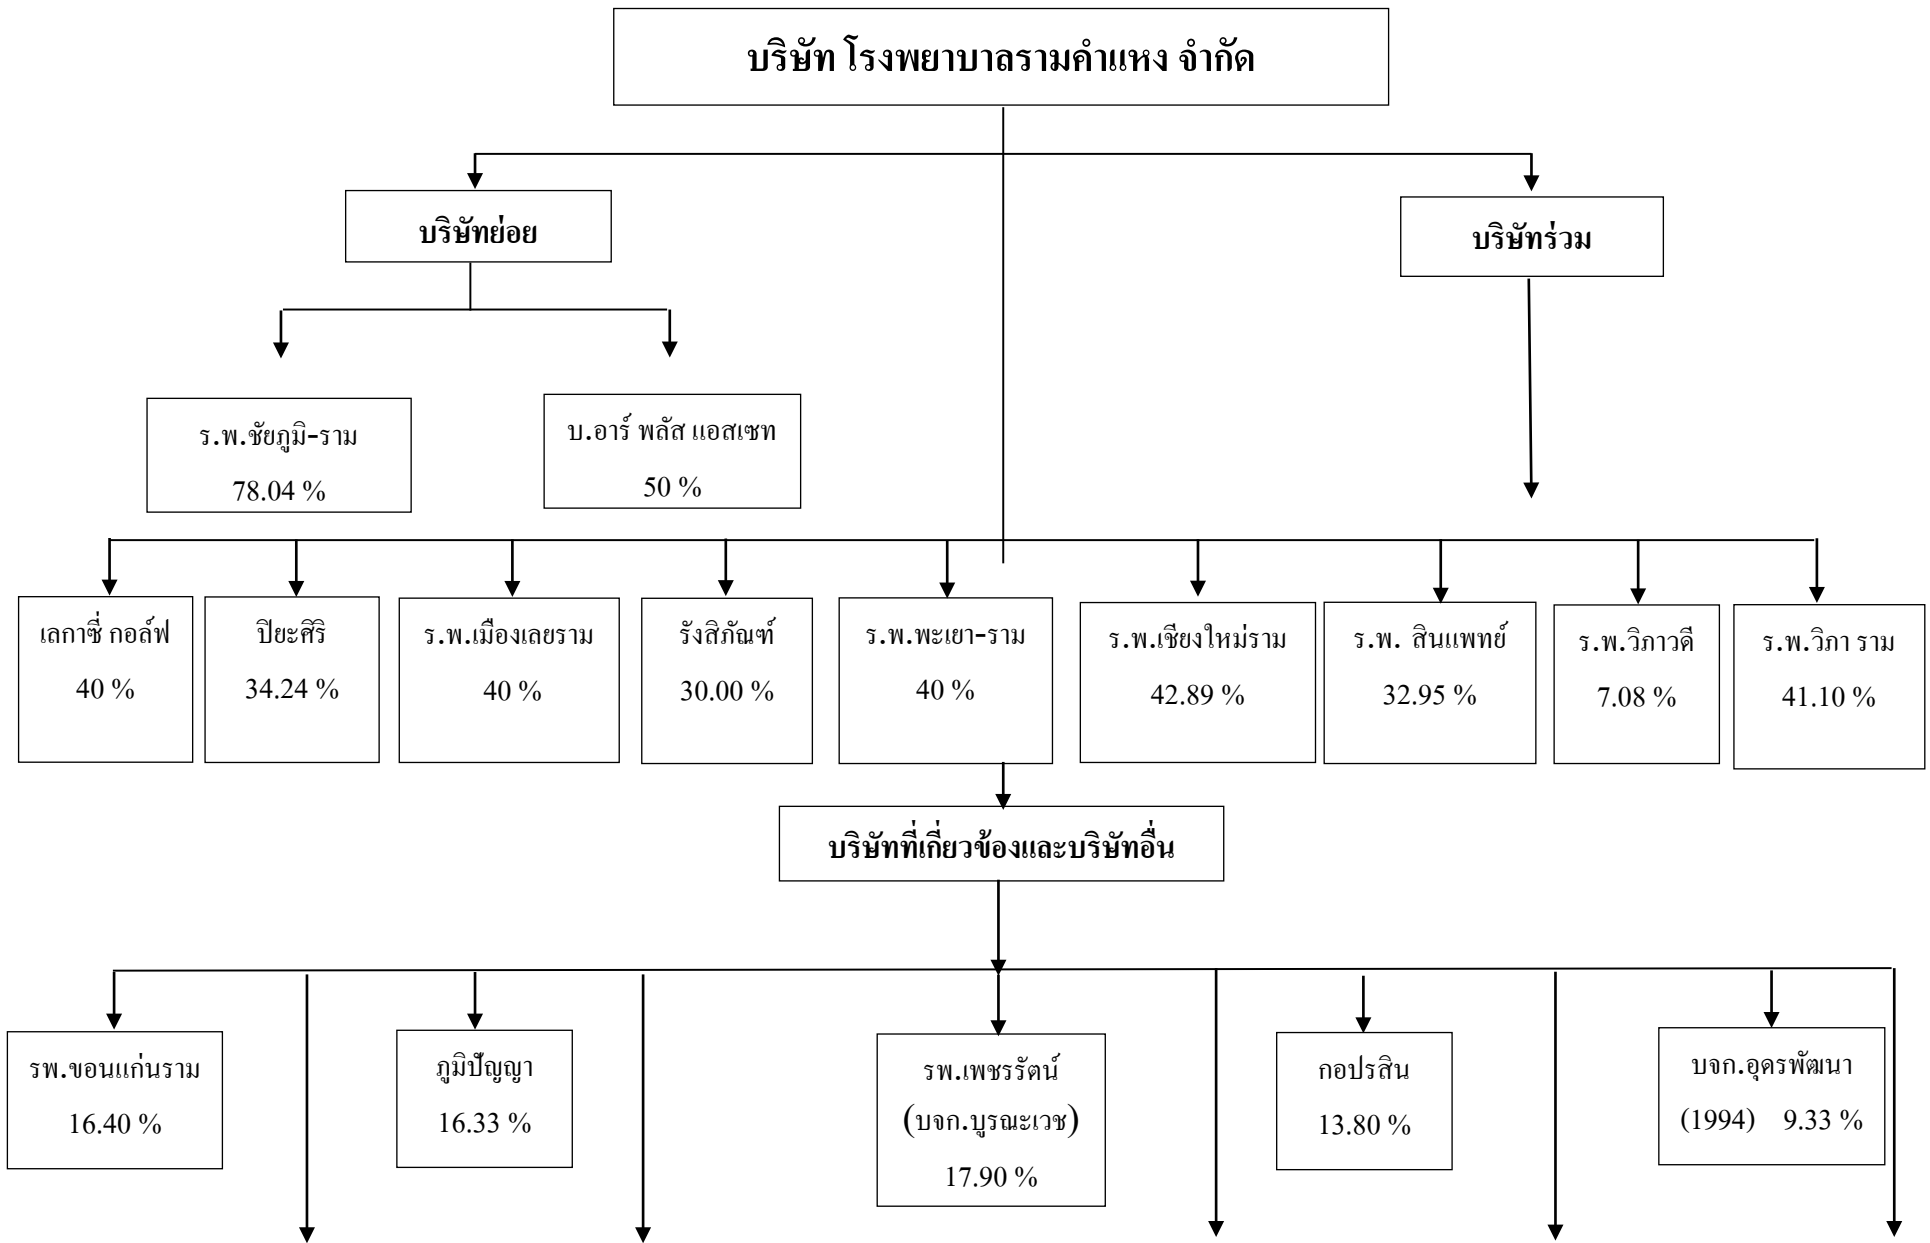 บริษัท โรงพยาบาลรามคำแหง จำกัด
บริษัทย่อย
บริษัทร่วม
ร.พ.ชัยภูมิ-ราม
78.04 %
บ.อาร์ พลัส แอสเซท
50 %
เลกาซี่ กอล์ฟ
40 %
ปิยะศิริ
34.24 %
ร.พ.เมืองเลยราม
40 %
รังสิภัณฑ์
30.00 %
ร.พ.พะเยา-ราม
40 %
ร.พ.เชียงใหม่ราม
42.89 %
ร.พ. สินแพทย์
32.95 %
ร.พ.วิภาวดี
7.08 %
ร.พ.วิภา ราม
41.10 %
บริษัทที่เกี่ยวข้องและบริษัทอื่น
รพ.ขอนแก่นราม
16.40 %
ภูมิปัญญา
16.33 %
รพ.เพชรรัตน์
(บจก.บูรณะเวช)
17.90 %
กอปรสิน
13.80 %
บจก.อุดรพัฒนา
(1994) 9.33 %